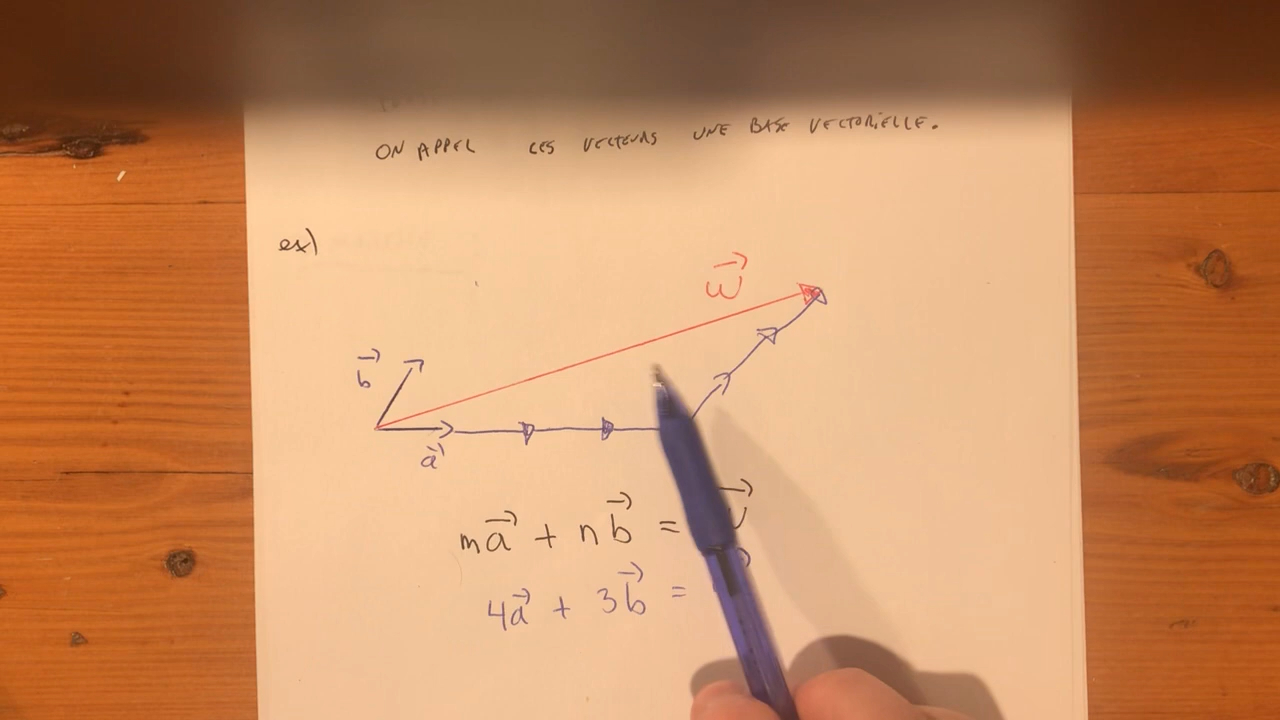 ON APPEL CES VECTEURS UNE BASE VECTORIELLE.
ex)
w⃗
b⃗
a⃗
ma⃗ + nb⃗ =
4a⃗ + 3b⃗ =